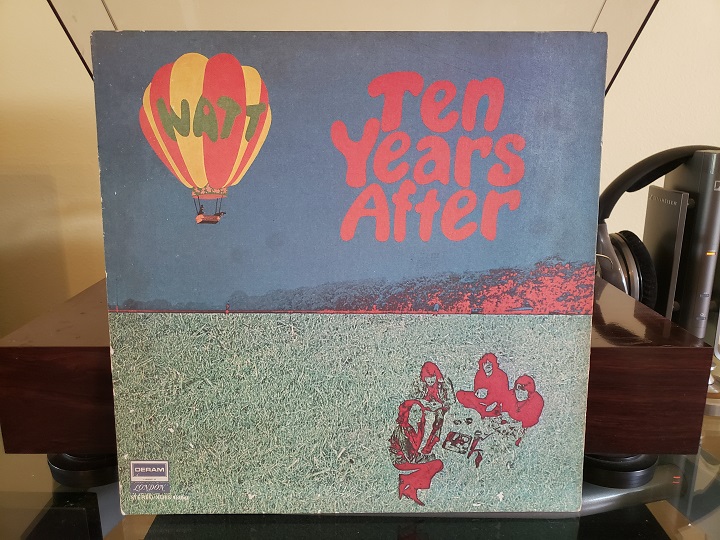 WATT
Ten
Years
After
DERAM
LONDON